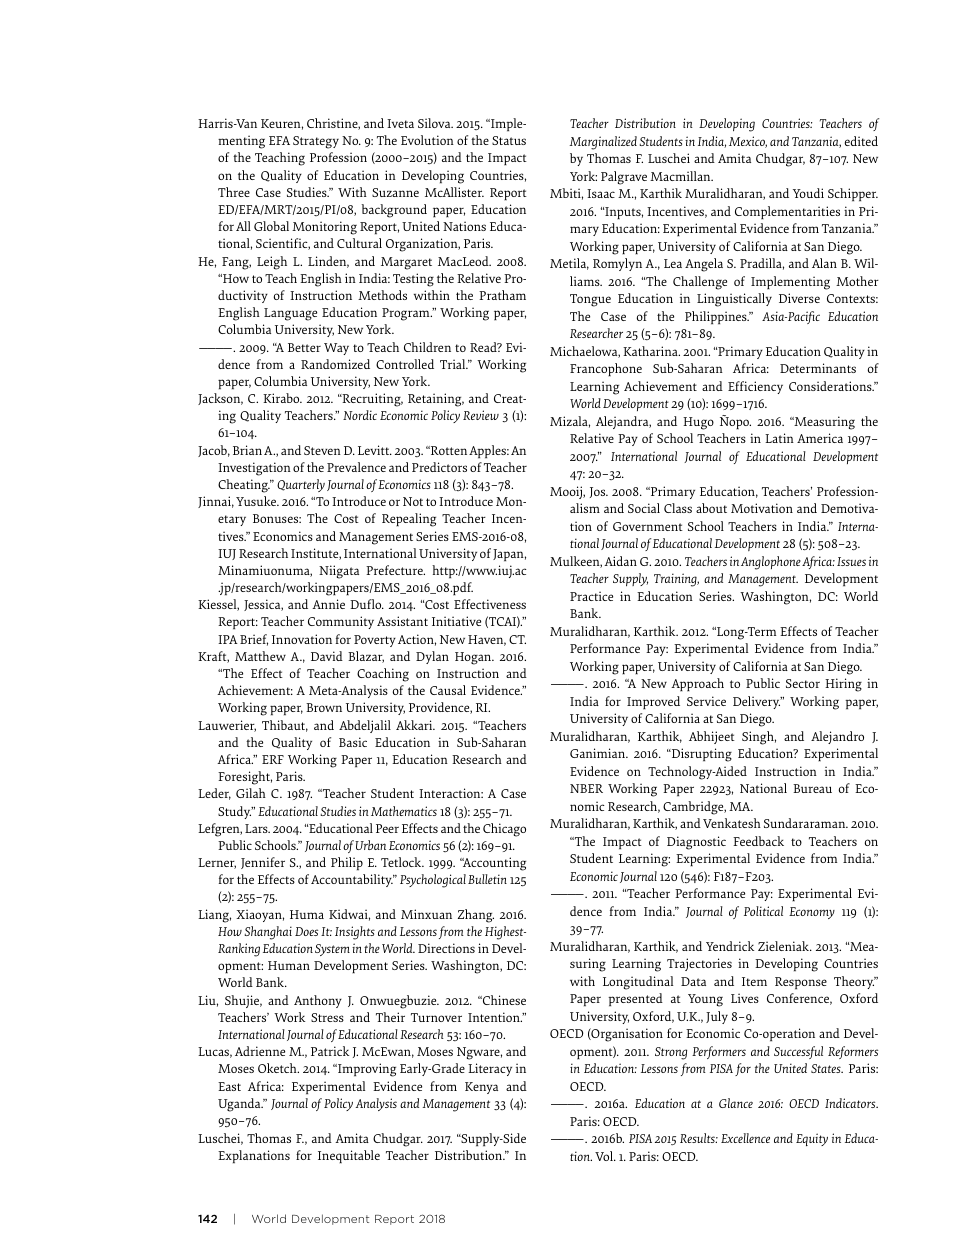 Harris-Van Keuren, Christine, and Iveta Silova. 2015. “Imple-
menting EFA Strategy No. 9: The Evolution of the Status
of the Teaching Profession (2000–2015) and the Impact
on the Quality of Education in Developing Countries,
Three Case Studies.” With Suzanne McAllister. Report
ED/EFA/MRT/2015/PI/08, background paper, Education
for All Global Monitoring Report, United Nations Educa-
tional, Scientific, and Cultural Organization, Paris.
He, Fang, Leigh L. Linden, and Margaret MacLeod. 2008.
“How to Teach English in India: Testing the Relative Pro-
ductivity of Instruction Methods within the Pratham
English Language Education Program.” Working paper,
Columbia University, New York.
———. 2009. “A Better Way to Teach Children to Read? Evi-
dence from a Randomized Controlled Trial.” Working
paper, Columbia University, New York.
Jackson, C. Kirabo. 2012. “Recruiting, Retaining, and Creat-
ing Quality Teachers.” Nordic Economic Policy Review 3 (1):
61–104.
Jacob, Brian A., and Steven D. Levitt. 2003. “Rotten Apples: An
Investigation of the Prevalence and Predictors of Teacher
Cheating.” Quarterly Journal of Economics 118 (3): 843–78.
Jinnai, Yusuke. 2016. “To Introduce or Not to Introduce Mon-
etary Bonuses: The Cost of Repealing Teacher Incen-
tives.” Economics and Management Series EMS-2016-08,
IUJ Research Institute, International University of Japan,
Minamiuonuma, Niigata Prefecture. http://www.iuj.ac
.jp/research/workingpapers/EMS_2016_08.pdf.
Kiessel, Jessica, and Annie Duflo. 2014. “Cost Effectiveness
Report: Teacher Community Assistant Initiative (TCAI).”
IPA Brief, Innovation for Poverty Action, New Haven, CT.
Kraft, Matthew A., David Blazar, and Dylan Hogan. 2016.
“The Effect of Teacher Coaching on Instruction and
Achievement: A Meta-Analysis of the Causal Evidence.”
Working paper, Brown University, Providence, RI.
Lauwerier, Thibaut, and Abdeljalil Akkari. 2015. “Teachers
and the Quality of Basic Education in Sub-Saharan
Africa.” ERF Working Paper 11, Education Research and
Foresight, Paris.
Leder, Gilah C. 1987. “Teacher Student Interaction: A Case
Study.” Educational Studies in Mathematics 18 (3): 255–71.
Lefgren, Lars. 2004. “Educational Peer Effects and the Chicago
Public Schools.” Journal of Urban Economics 56 (2): 169–91.
Lerner, Jennifer S., and Philip E. Tetlock. 1999. “Accounting
for the Effects of Accountability.” Psychological Bulletin 125
(2): 255–75.
Liang, Xiaoyan, Huma Kidwai, and Minxuan Zhang. 2016.
How Shanghai Does It: Insights and Lessons from the Highest-
Ranking Education System in the World. Directions in Devel-
opment: Human Development Series. Washington, DC:
World Bank.
Liu, Shujie, and Anthony J. Onwuegbuzie. 2012. “Chinese
Teachers’ Work Stress and Their Turnover Intention.”
International Journal of Educational Research 53: 160–70.
Lucas, Adrienne M., Patrick J. McEwan, Moses Ngware, and
Moses Oketch. 2014. “Improving Early-Grade Literacy in
East Africa: Experimental Evidence from Kenya and
Uganda.” Journal of Policy Analysis and Management 33 (4):
950–76.
Luschei, Thomas F., and Amita Chudgar. 2017. “Supply-Side
Explanations for Inequitable Teacher Distribution.” In
Teacher Distribution in Developing Countries: Teachers of
Marginalized Students in India, Mexico, and Tanzania, edited
by Thomas F. Luschei and Amita Chudgar, 87–107. New
York: Palgrave Macmillan.
Mbiti, Isaac M., Karthik Muralidharan, and Youdi Schipper.
2016. “Inputs, Incentives, and Complementarities in Pri-
mary Education: Experimental Evidence from Tanzania.”
Working paper, University of California at San Diego.
Metila, Romylyn A., Lea Angela S. Pradilla, and Alan B. Wil-
liams. 2016. “The Challenge of Implementing Mother
Tongue Education in Linguistically Diverse Contexts:
The Case of the Philippines.” Asia-Pacific Education
Researcher 25 (5–6): 781–89.
Michaelowa, Katharina. 2001. “Primary Education Quality in
Francophone Sub-Saharan Africa: Determinants of
Learning Achievement and Efficiency Considerations.”
World Development 29 (10): 1699–1716.
Mizala, Alejandra, and Hugo Ñopo. 2016. “Measuring the
Relative Pay of School Teachers in Latin America 1997–
2007.” International Journal of Educational Development
47: 20–32.
Mooij, Jos. 2008. “Primary Education, Teachers’ Profession-
alism and Social Class about Motivation and Demotiva-
tion of Government School Teachers in India.” Interna-
tional Journal of Educational Development 28 (5): 508–23.
Mulkeen, Aidan G. 2010. Teachers in Anglophone Africa: Issues in
Teacher Supply, Training, and Management. Development
Practice in Education Series. Washington, DC: World
Bank.
Muralidharan, Karthik. 2012. “Long-Term Effects of Teacher
Performance Pay: Experimental Evidence from India.”
Working paper, University of California at San Diego.
———. 2016. “A New Approach to Public Sector Hiring in
India for Improved Service Delivery.” Working paper,
University of California at San Diego.
Muralidharan, Karthik, Abhijeet Singh, and Alejandro J.
Ganimian. 2016. “Disrupting Education? Experimental
Evidence on Technology-Aided Instruction in India.”
NBER Working Paper 22923, National Bureau of Eco-
nomic Research, Cambridge, MA.
Muralidharan, Karthik, and Venkatesh Sundararaman. 2010.
“The Impact of Diagnostic Feedback to Teachers on
Student Learning: Experimental Evidence from India.”
Economic Journal 120 (546): F187–F203.
———. 2011. “Teacher Performance Pay: Experimental Evi-
dence from India.” Journal of Political Economy 119 (1):
39–77.
Muralidharan, Karthik, and Yendrick Zieleniak. 2013. “Mea-
suring Learning Trajectories in Developing Countries
with Longitudinal Data and Item Response Theory.”
Paper presented at Young Lives Conference, Oxford
University, Oxford, U.K., July 8–9.
OECD (Organisation for Economic Co-operation and Devel-
opment). 2011. Strong Performers and Successful Reformers
in Education: Lessons from PISA for the United States. Paris:
OECD.
———. 2016a. Education at a Glance 2016: OECD Indicators.
Paris: OECD.
———. 2016b. PISA 2015 Results: Excellence and Equity in Educa-
tion. Vol. 1. Paris: OECD.
142 | World Development Report 2018